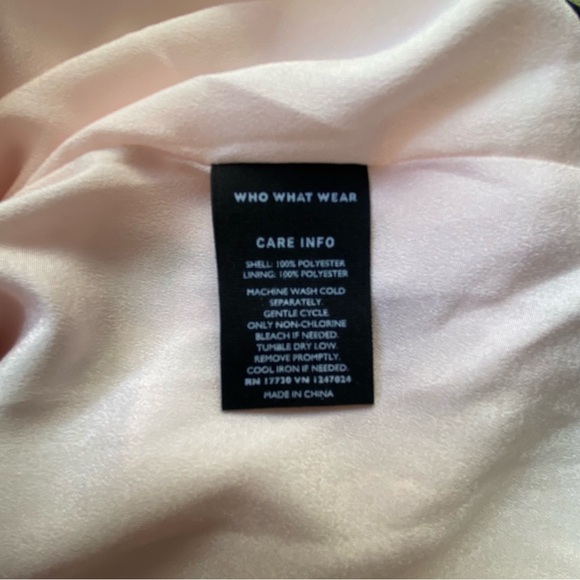 WHO WHAT WEAR
CARE INFO
SHELL: 100% POLYESTER
LINING: 100% POLYESTER
MACHINE WASH COLD
SEPARATELY.
GENTLE CYCLE.
ONLY NON-CHLORINE
BLEACH IF NEEDED.
TUMBLE DRY LOW.
REMOVE PROMPTLY.
COOL IRON IF NEEDED.
RN 17730 VN 1247024
MADE IN CHINA